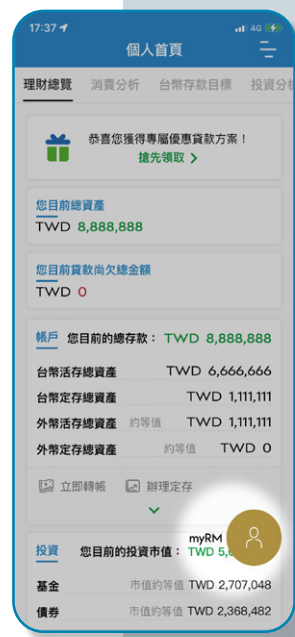 17:37 4G
個人首頁
理財總覽 消費分析 台幣存款目標 投資分
恭喜您獲得專屬優惠貸款方案！
搶先領取 >
您目前總資產
TWD 8,888,888
您目前貸款尚欠總金額
TWD 0
帳戶 您目前的總存款： TWD 8,888,888
台幣活存總資產 TWD 6,666,666
台幣定存總資產 TWD 1,111,111
外幣活存總資產 約等值 TWD 1,111,111
外幣定存總資產 約等值 TWD 0
立即轉帳 辦理定存
myRM
投資 您目前的投資市值： TWD 5,
基金 市值約等值 TWD 2,707,048
債券 市值約等值 TWD 2,368,482